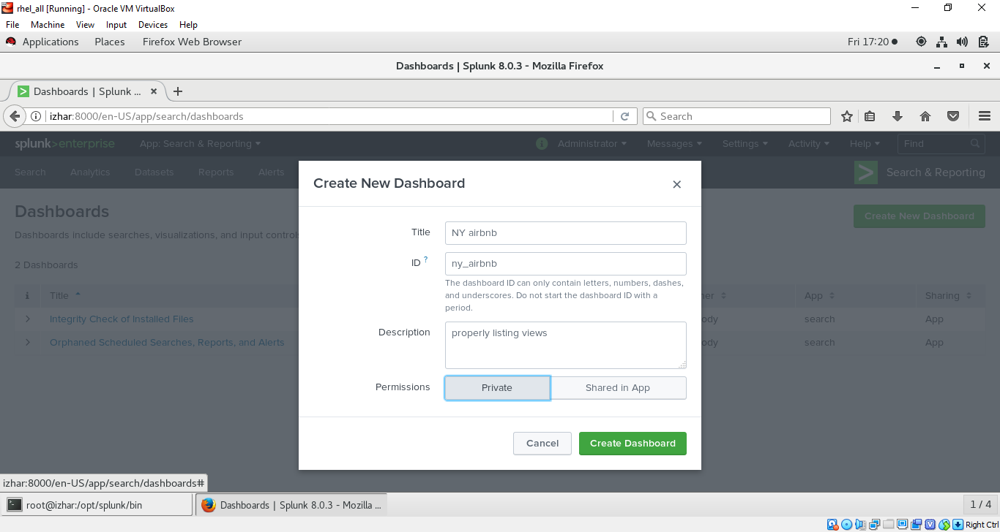 rhel_all [Running] - Oracle VM VirtualBox
File Machine View Input Devices Help
Applications Places Firefox Web Browser Fri 17:20
Dashboards | Splunk 8.0.3 - Mozilla Firefox
Dashboards | Splunk ...
izhar:8000/en-US/app/search/dashboards Search
splunk>enterprise App: Search & Reporting Administrator Messages Settings Activity Help Find
Search Analytics Datasets Reports Alerts Search & Reporting
Dashboards
Create New Dashboard
Dashboards include searches, visualizations, and input control
2 Dashboards
i Title App Sharing
Integrity Check of Installed Files ody search App
Orphaned Scheduled Searches, Reports, and Alerts ody search App
Create New Dashboard
Title NY airbnb
ID ? ny_airbnb
The dashboard ID can only contain letters, numbers, dashes,
and underscores. Do not start the dashboard ID with a
period.
Description properly listing views
Permissions Private Shared in App
Cancel Create Dashboard
izhar:8000/en-US/app/search/dashboards#
root@izhar:/opt/splunk/bin Dashboards | Splunk 8.0.3 - Mozilla ... 1 / 4
Right Ctrl